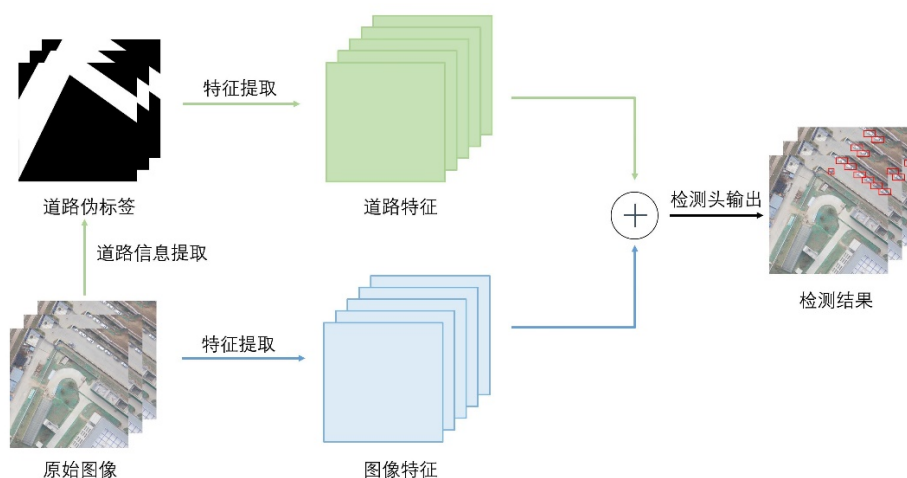 特征提取
道路伪标签
道路特征
道路信息提取
检测头输出
检测结果
特征提取
原始图像
图像特征